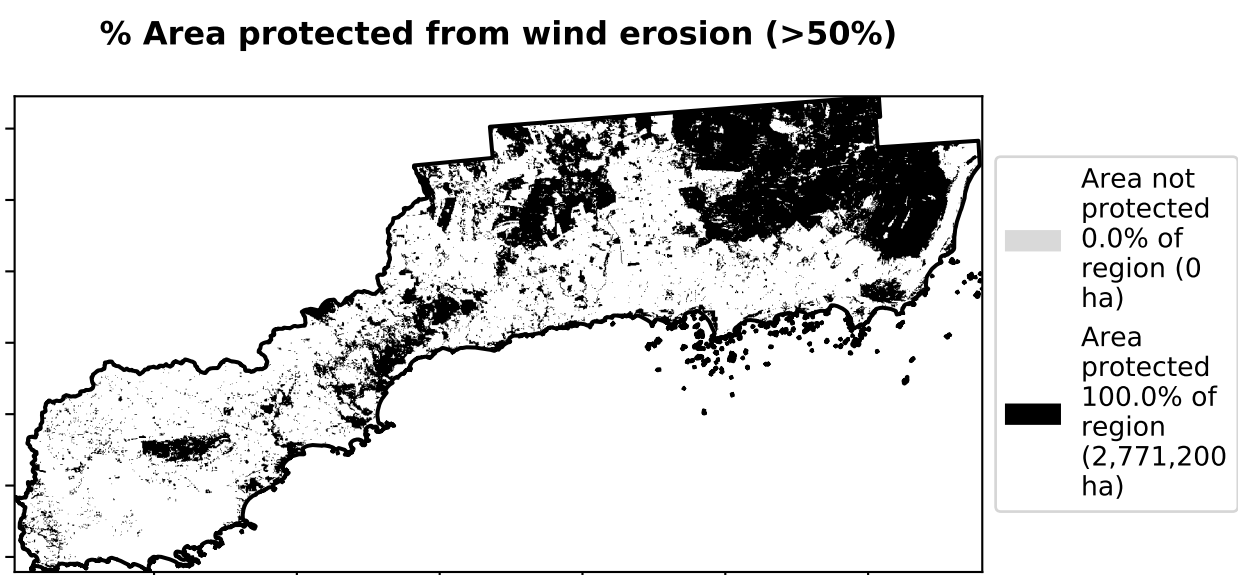 % Area protected from wind erosion (>50%)
Area not
protected
0.0% of
region (0
ha)
Area
protected
100.0% of
region
(2,771,200
ha)